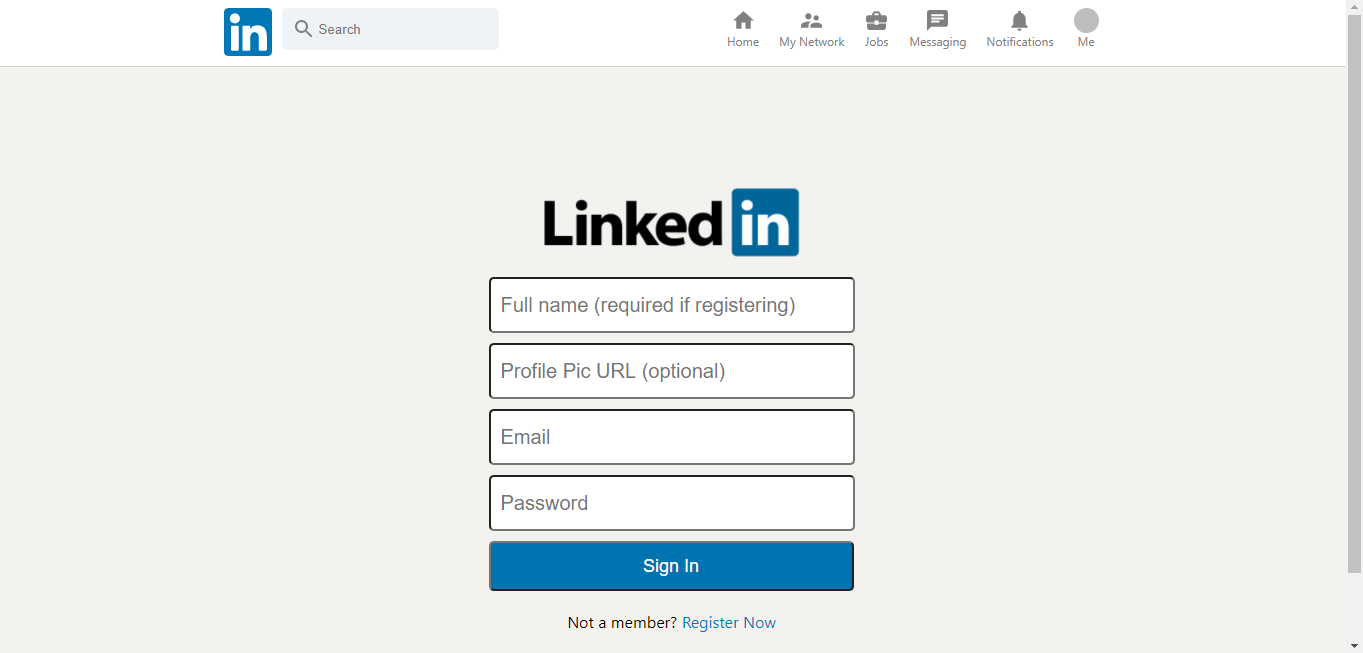 in Search
Home My Network Jobs Messaging Notifications Me
Linked in
Full name (required if registering)
Profile Pic URL (optional)
Email
Password
Sign In
Not a member? Register Now